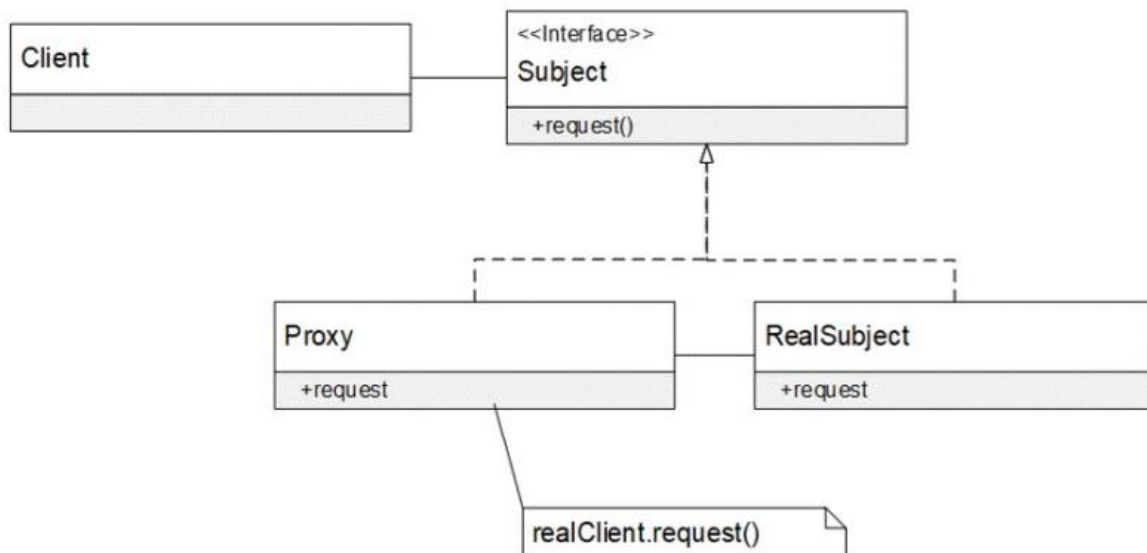 Client
<<Interface>>
Subject
+request()
Proxy
+request
RealSubject
+request
realClient.request()